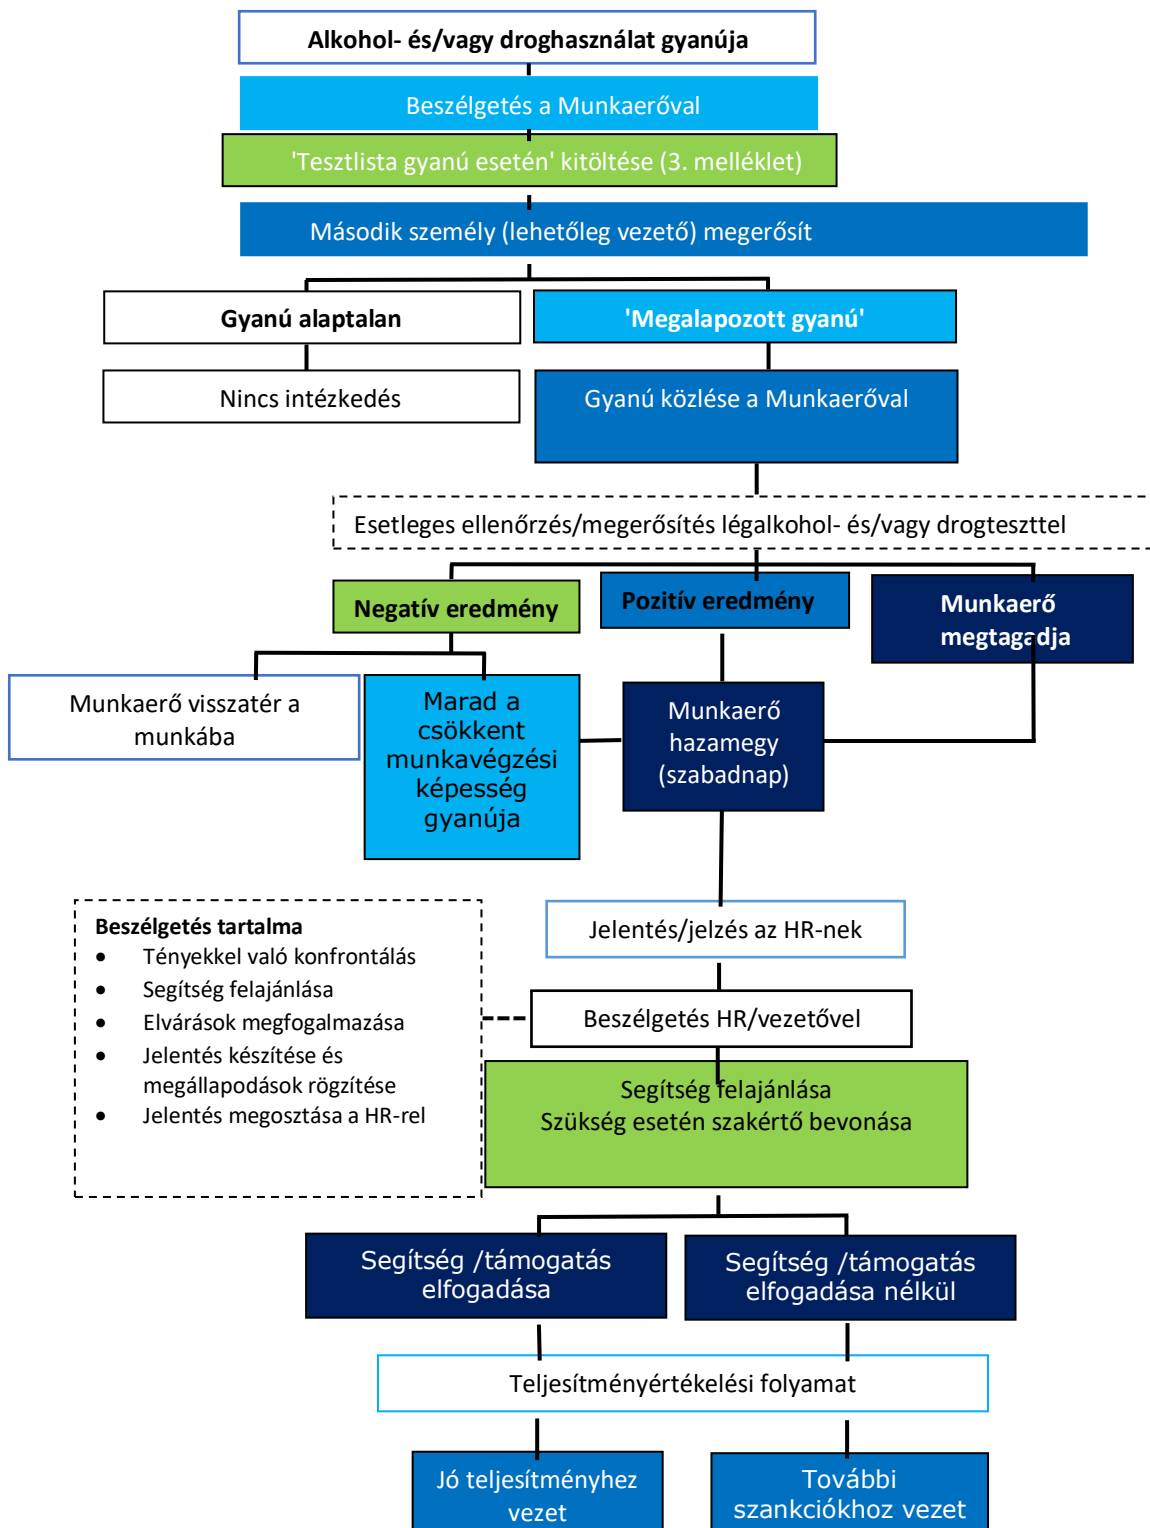 Alkohol- és/vagy droghasználat gyanúja
Beszélgetés a Munkaerőval
'Tesztlista gyanú esetén' kitöltése (3. melléklet)
Második személy (lehetőleg vezető) megerősít
Gyanú alaptalan
'Megalapozott gyanú'
Nincs intézkedés
Gyanú közlése a Munkaerőval
Esetleges ellenőrzés/megerősítés légalkohol- és/vagy drogteszttel
Negatív eredmény
Pozitív eredmény
Munkaerő
megtagadja
Munkaerő visszatér a
munkába
Marad a
csökkent
munkavégzési
képesség
gyanúja
Munkaerő
hazamegy
(szabadnap)
Jelentés/jelzés az HR-nek
Beszélgetés HR/vezetővel
Beszélgetés tartalma
• Tényekkel való konfrontálás
• Segítség felajánlása
• Elvárások megfogalmazása
• Jelentés készítése és
megállapodások rögzítése
• Jelentés megosztása a HR-rel
Segítség felajánlása
Szükség esetén szakértő bevonása
Segítség /támogatás
elfogadása
Segítség /támogatás
elfogadása nélkül
Teljesítményértékelési folyamat
Jó teljesítményhez
vezet
További
szankciókhoz vezet